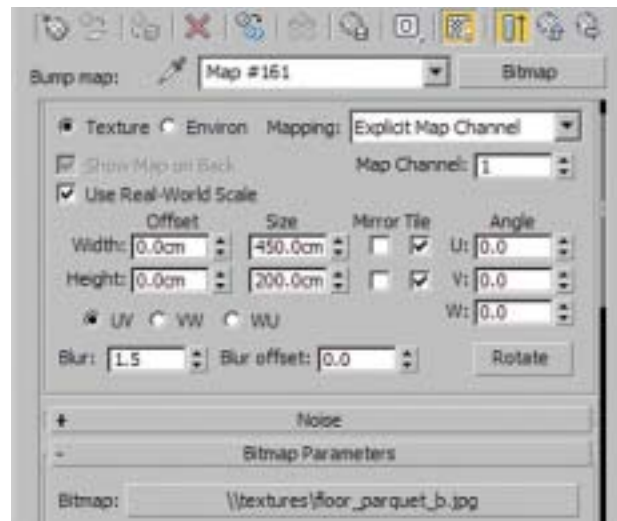 Bump map: Map #161 Bitmap
Texture Environ Mapping: Explicit Map Channel
Show Map on Back Map Channel: 1
Use Real-World Scale
Offset Size Mirror Tile Angle
Width: 0.0cm 450.0cm U: 0.0
Height: 0.0cm 200.0cm V: 0.0
UV VW WU W: 0.0
Blur: 1.5 Blur offset: 0.0 Rotate
+ Noise
- Bitmap Parameters
Bitmap: \\textures\floor_parquet_b.jpg